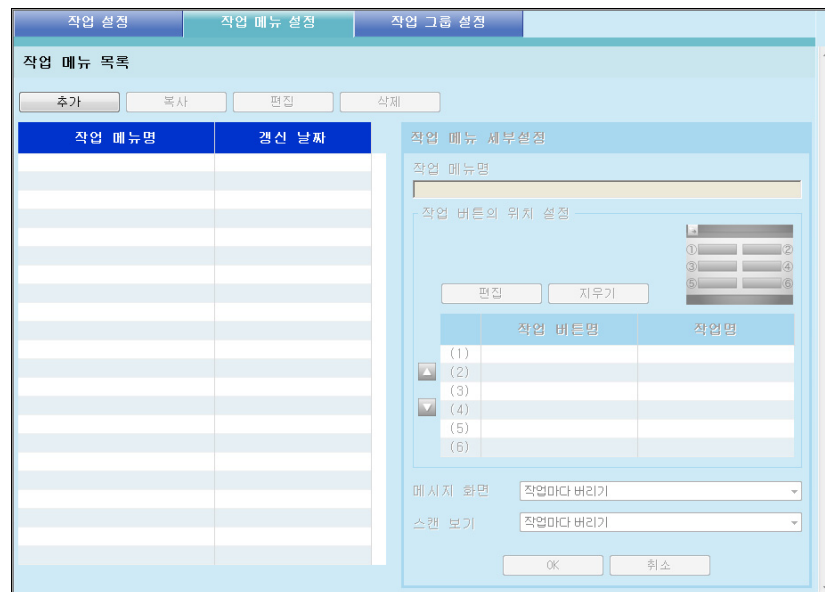 작업 설정 작업 메뉴 설정 작업 그룹 설정
작업 메뉴 목록
추가 복사 편집 삭제
작업 메뉴명 갱신 날짜
작업 메뉴 세부설정
작업 메뉴명
작업 버튼의 위치 설정
① ②
③ ④
⑤ ⑥
편집 지우기
작업 버튼명 작업명
(1)
(2)
(3)
(4)
(5)
(6)
메시지 화면 작업마다 버리기
스캔 보기 작업마다 버리기
OK 취소